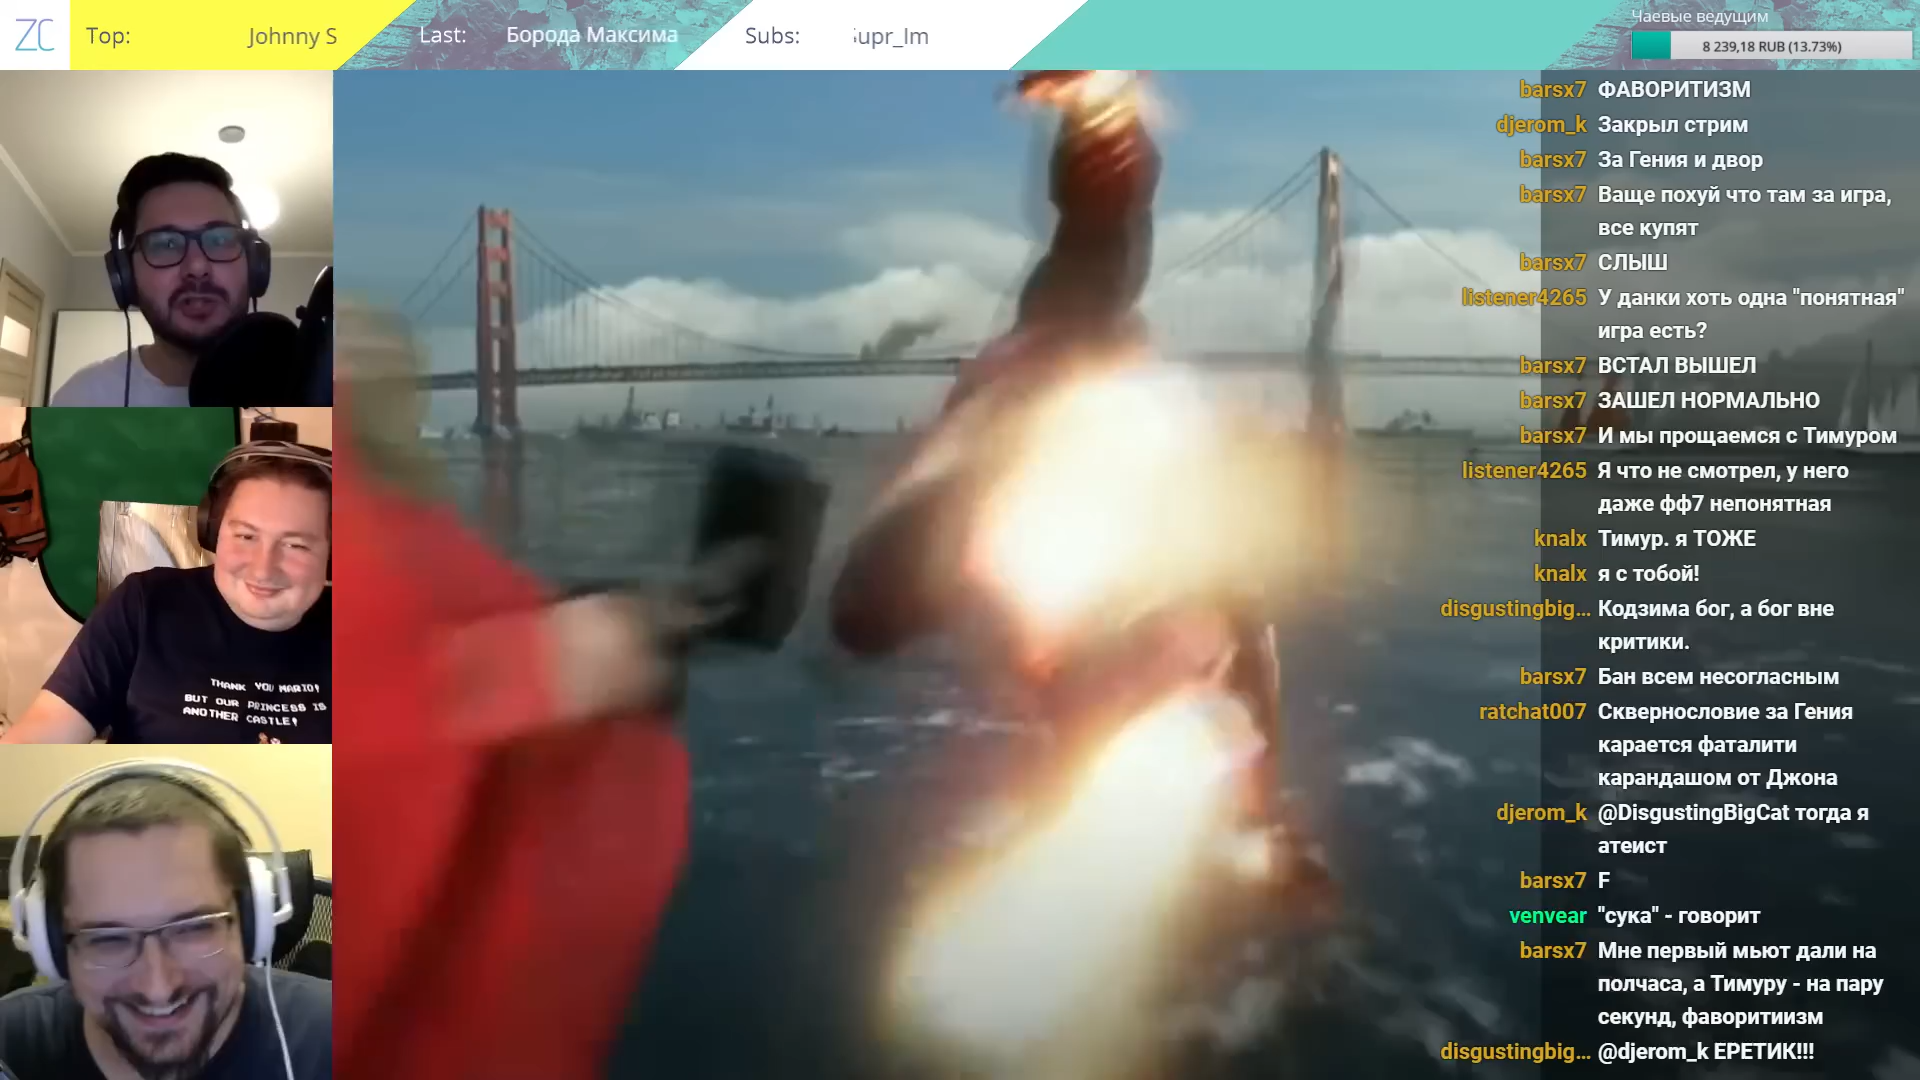 ZC Top: Johnny S Last: Борода Максима Subs: Supr_Im
Чаевые ведущим
8 239,18 RUB (13.73%)
barsx7 ФАВОРИТИЗМ
djerom_k Закрыл стрим
barsx7 За Гения и двор
barsx7 Ваще похуй что там за игра,
все купят
barsx7 СЛЫШ
listener4265 У данки хоть одна "понятная"
игра есть?
barsx7 ВСТАЛ ВЫШЕЛ
barsx7 ЗАШЕЛ НОРМАЛЬНО
barsx7 И мы прощаемся с Тимуром
listener4265 Я что не смотрел, у него
даже фф7 непонятная
knalx Тимур. я ТОЖЕ
knalx я с тобой!
disgustingbig... Кодзима бог, а бог вне
критики.
barsx7 Бан всем несогласным
ratchat007 Сквернословие за Гения
карается фаталити
карандашом от Джона
djerom_k @DisgustingBigCat тогда я
атеист
barsx7 F
venvear "сука" - говорит
barsx7 Мне первый мьют дали на
полчаса, а Тимуру - на пару
секунд, фаворитиизм
disgustingbig... @djerom_k ЕРЕТИК!!!
THANK YOU MARIO!
BUT OUR PRINCESS IS
ANOTHER CASTLE!